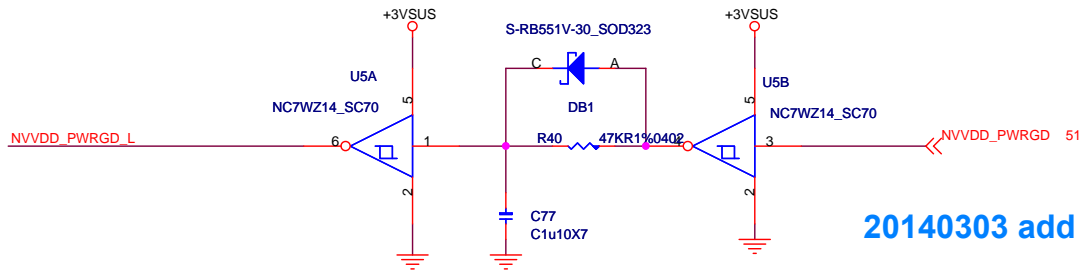 +3VSUS
+3VSUS
S-RB551V-30_SOD323
C
A
U5A
U5B
NC7WZ14_SC70
5
DB1
5
NC7WZ14_SC70
NVVDD_PWRGD_L
6
1
R40
47KR1%0402
4
3
NVVDD_PWRGD
51
2
2
C77
C1u10X7
20140303 add